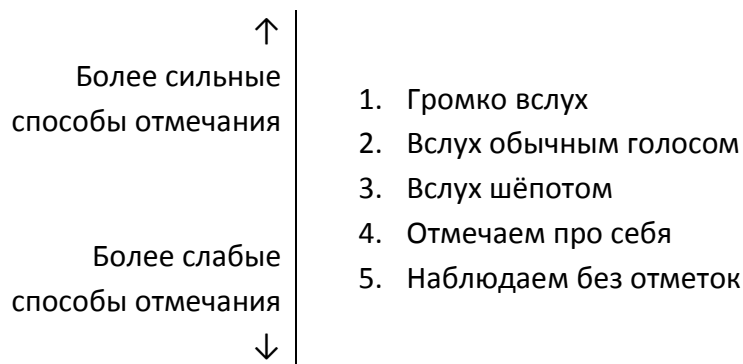 ↑
Более сильные
способы отмечания
Более слабые
способы отмечания
↓
1. Громко вслух
2. Вслух обычным голосом
3. Вслух шёпотом
4. Отмечаем про себя
5. Наблюдаем без отметок